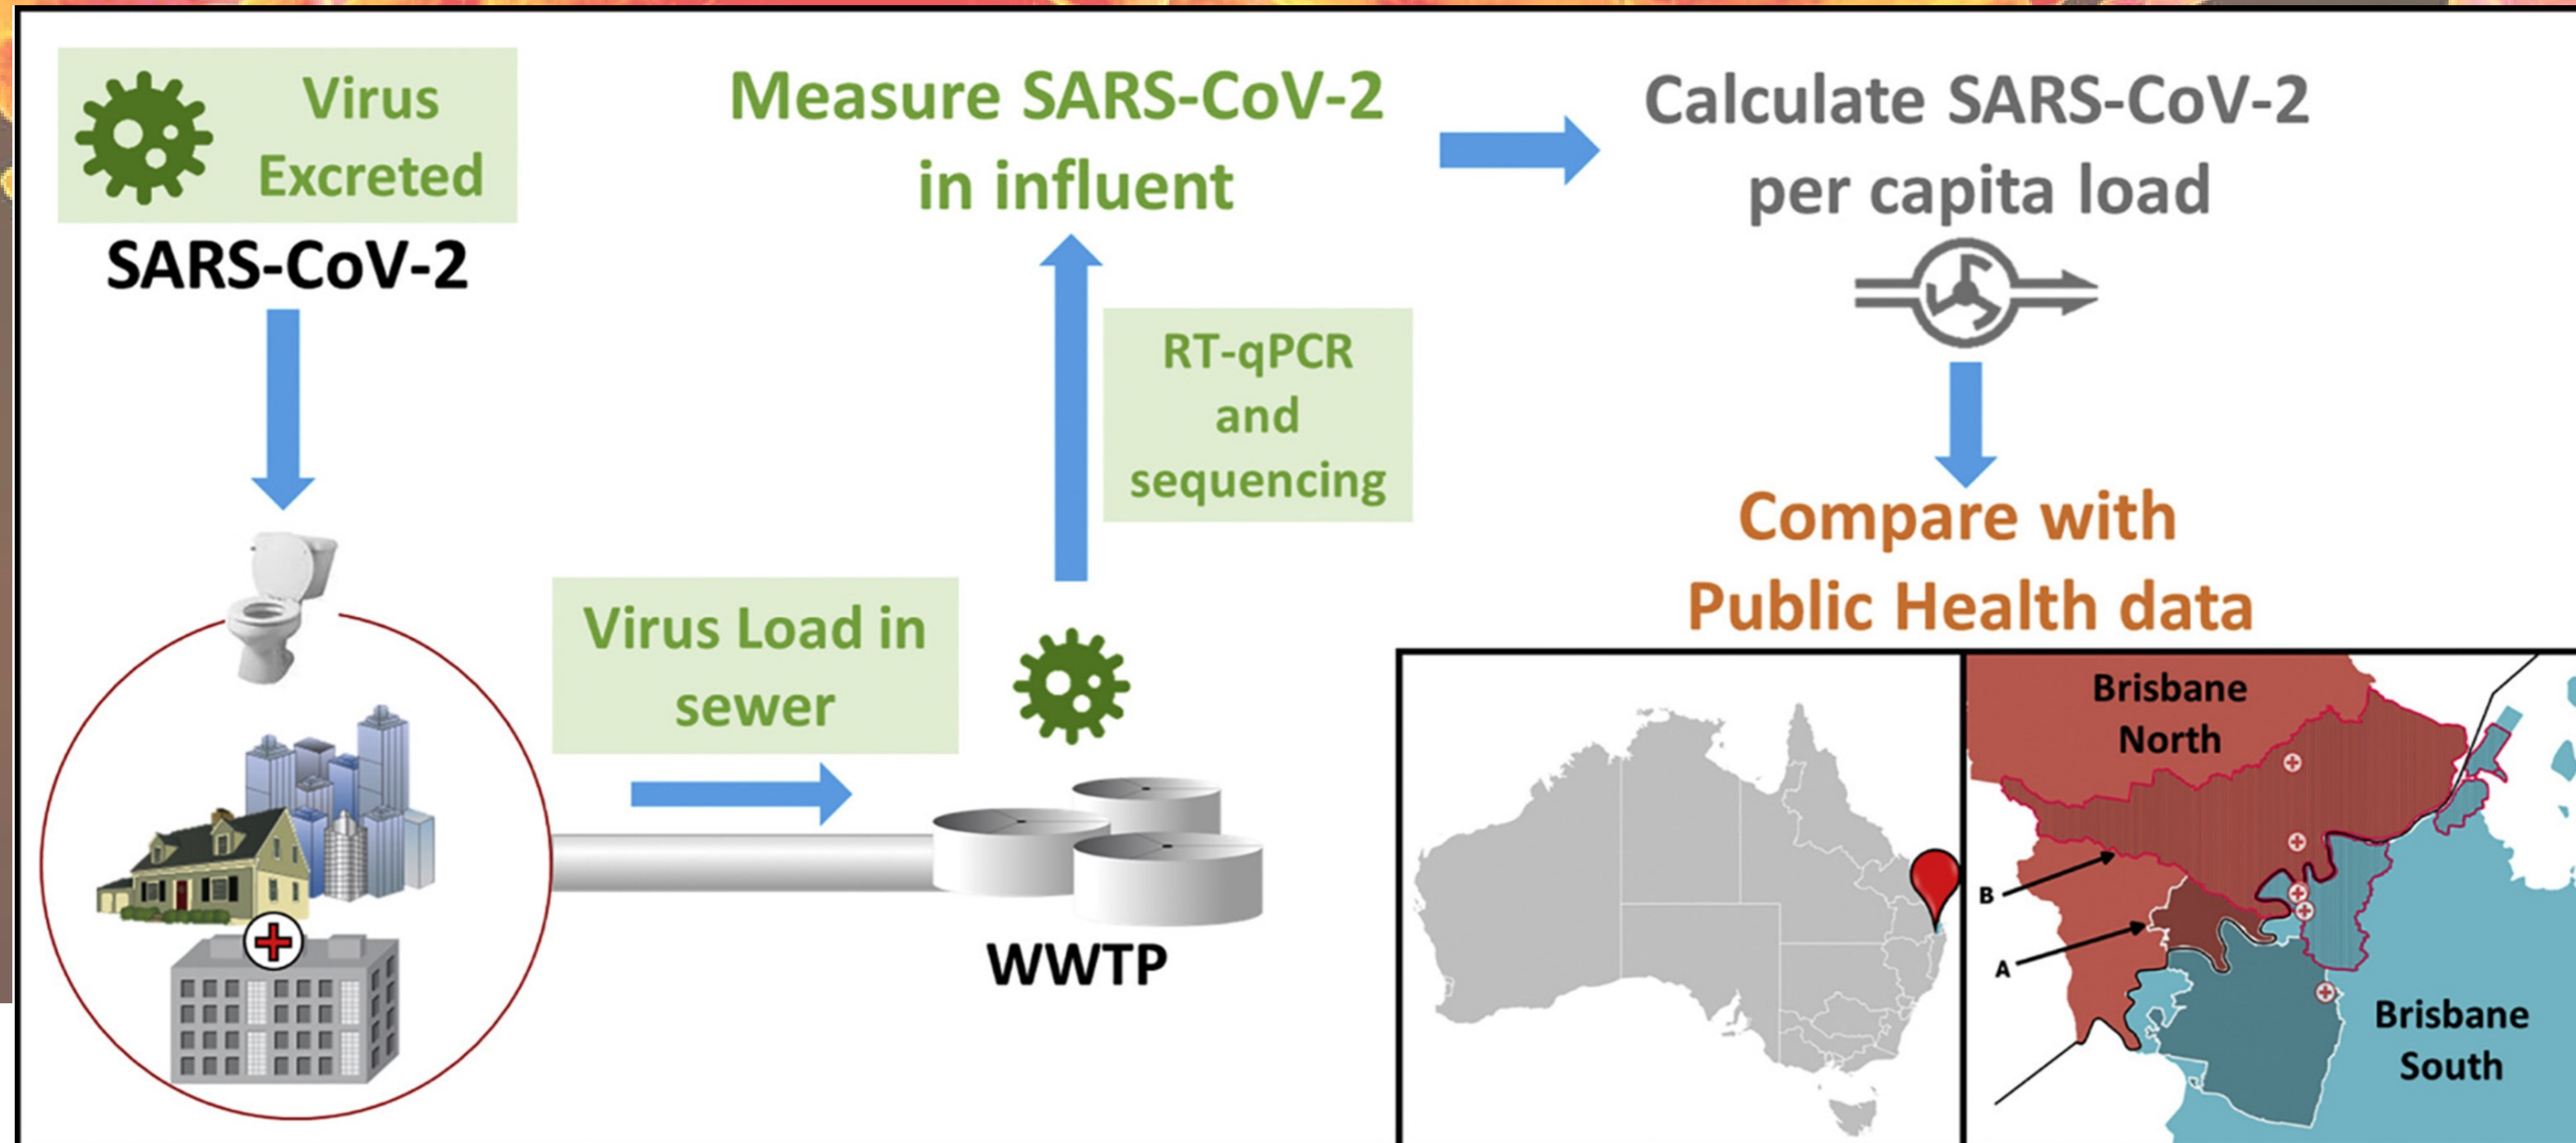 Virus
Excreted
SARS-CoV-2
Virus Load in
sewer
WWTP
Measure SARS-CoV-2
in influent
RT-qPCR
and
sequencing
Calculate SARS-CoV-2
per capita load
Compare with
Public Health data
Brisbane
North
B
A
Brisbane
South